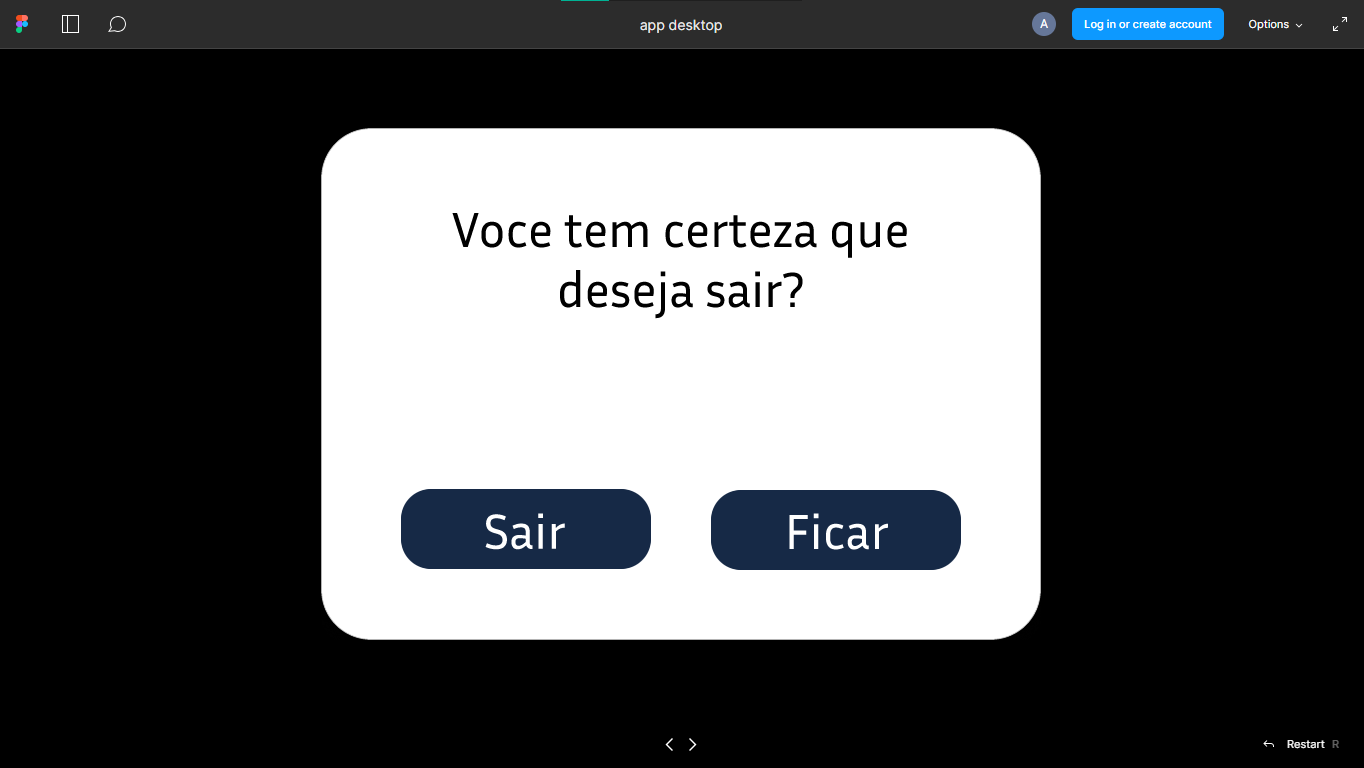 app desktop
A
Log in or create account
Options
Voce tem certeza que
deseja sair?
Sair
Ficar
Restart R